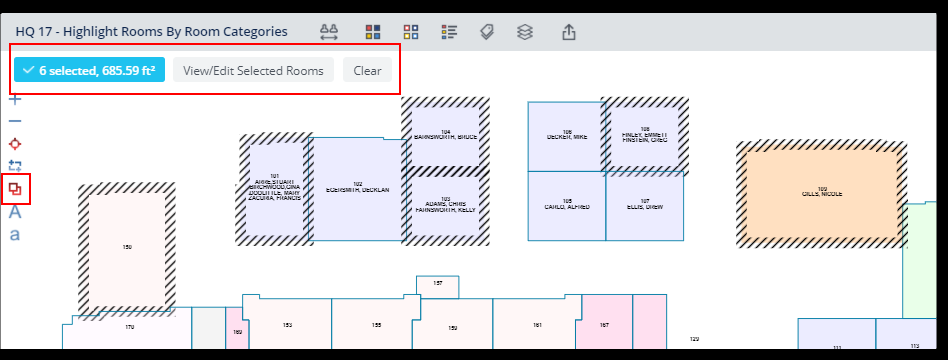 HQ 17 - Highlight Rooms By Room Categories
6 selected, 685.59 ft²
View/Edit Selected Rooms
Clear
A
a
104
BARNSWORTH, BRUCE
106
DECKER, MIKE
108
FINLEY, EMMETT
FINSTEIN, GREG
101
ARRE,STUART
BIRCHWOOD,GINA
DOOLITTLE, MARY
ZACURIA, FRANCIS
102
EGERSMITH, DECKLAN
103
ADAMS, CHRIS
FARNSWORTH, KELLY
105
CARLO, ALFRED
107
ELLIS, DREW
109
GILLS, NICOLE
150
157
170
169
153
155
159
161
167
129
111
113